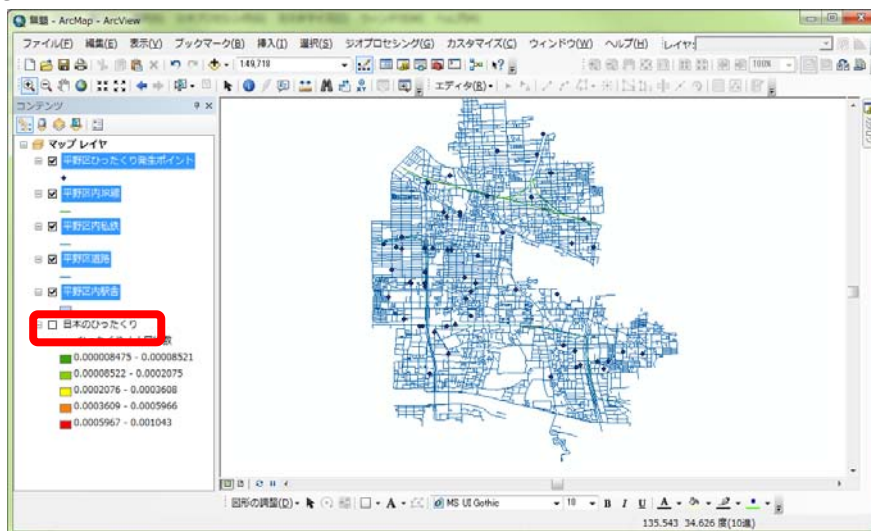 無題 - ArcMap - ArcView
ファイル(F) 編集(E) 表示(V) ブックマーク(B) 挿入(I) 選択(S) ジオプロセシング(G) カスタマイズ(C) ウィンドウ(W) ヘルプ(H) レイヤ:
1:49,718 100%
エディタ(R)
コンテンツ
マップ レイヤ
平野区ひったくり発生ポイント
平野区内JR線
平野区内私鉄
平野区道路
平野区内駅舎
日本のひったくり
0.000008475 - 0.00008521
0.00008522 - 0.0002075
0.0002076 - 0.0003608
0.0003609 - 0.0005966
0.0005967 - 0.001043
図形の調整(D) A MS UI Gothic 10 B I U A
135.543 34.626 度(10進)